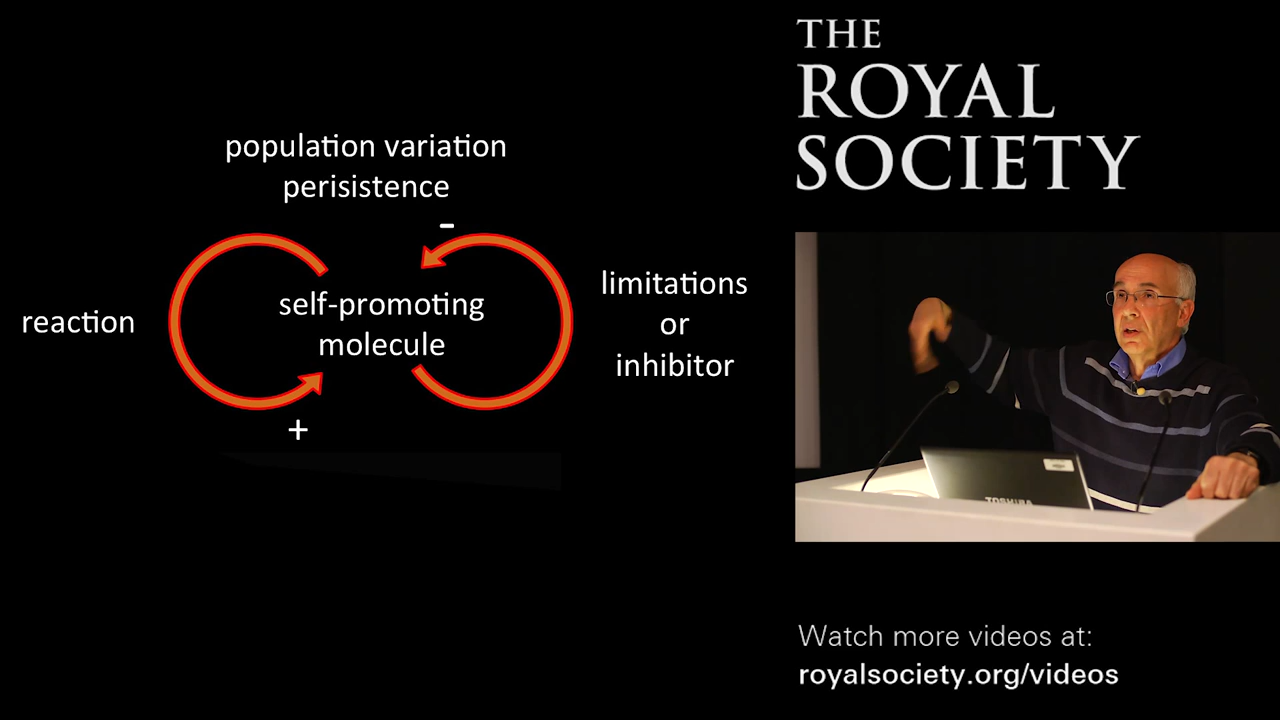 population variation
perisistence
-
reaction
self-promoting
molecule
limitations
or
inhibitor
+
THE
ROYAL
SOCIETY
TOSHIBA
Watch more videos at:
royalsociety.org/videos